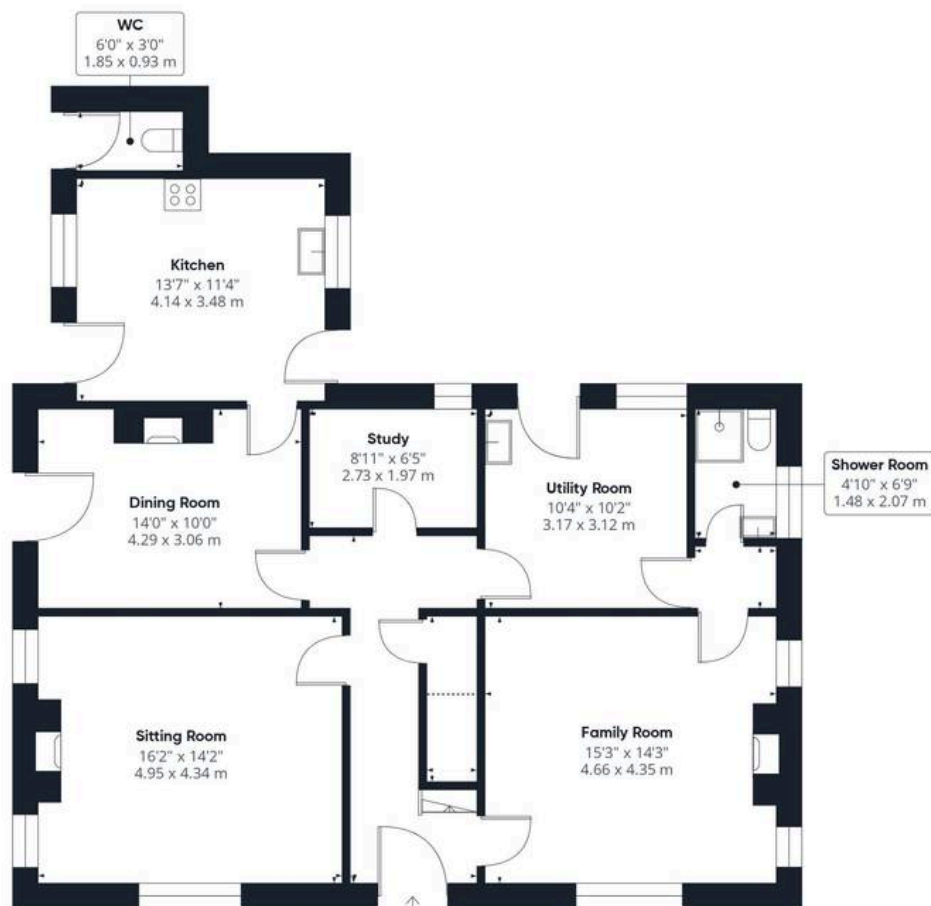 WC
6'0" x 3'0"
1.85 x 0.93 m
Kitchen
13'7" x 11'4"
4.14 x 3.48 m
Study
8'11" x 6'5"
2.73 x 1.97 m
Dining Room
14'0" x 10'0"
4.29 x 3.06 m
Utility Room
10'4" x 10'2"
3.17 x 3.12 m
Shower Room
4'10" x 6'9"
1.48 x 2.07 m
Sitting Room
16'2" x 14'2"
4.95 x 4.34 m
Family Room
15'3" x 14'3"
4.66 x 4.35 m